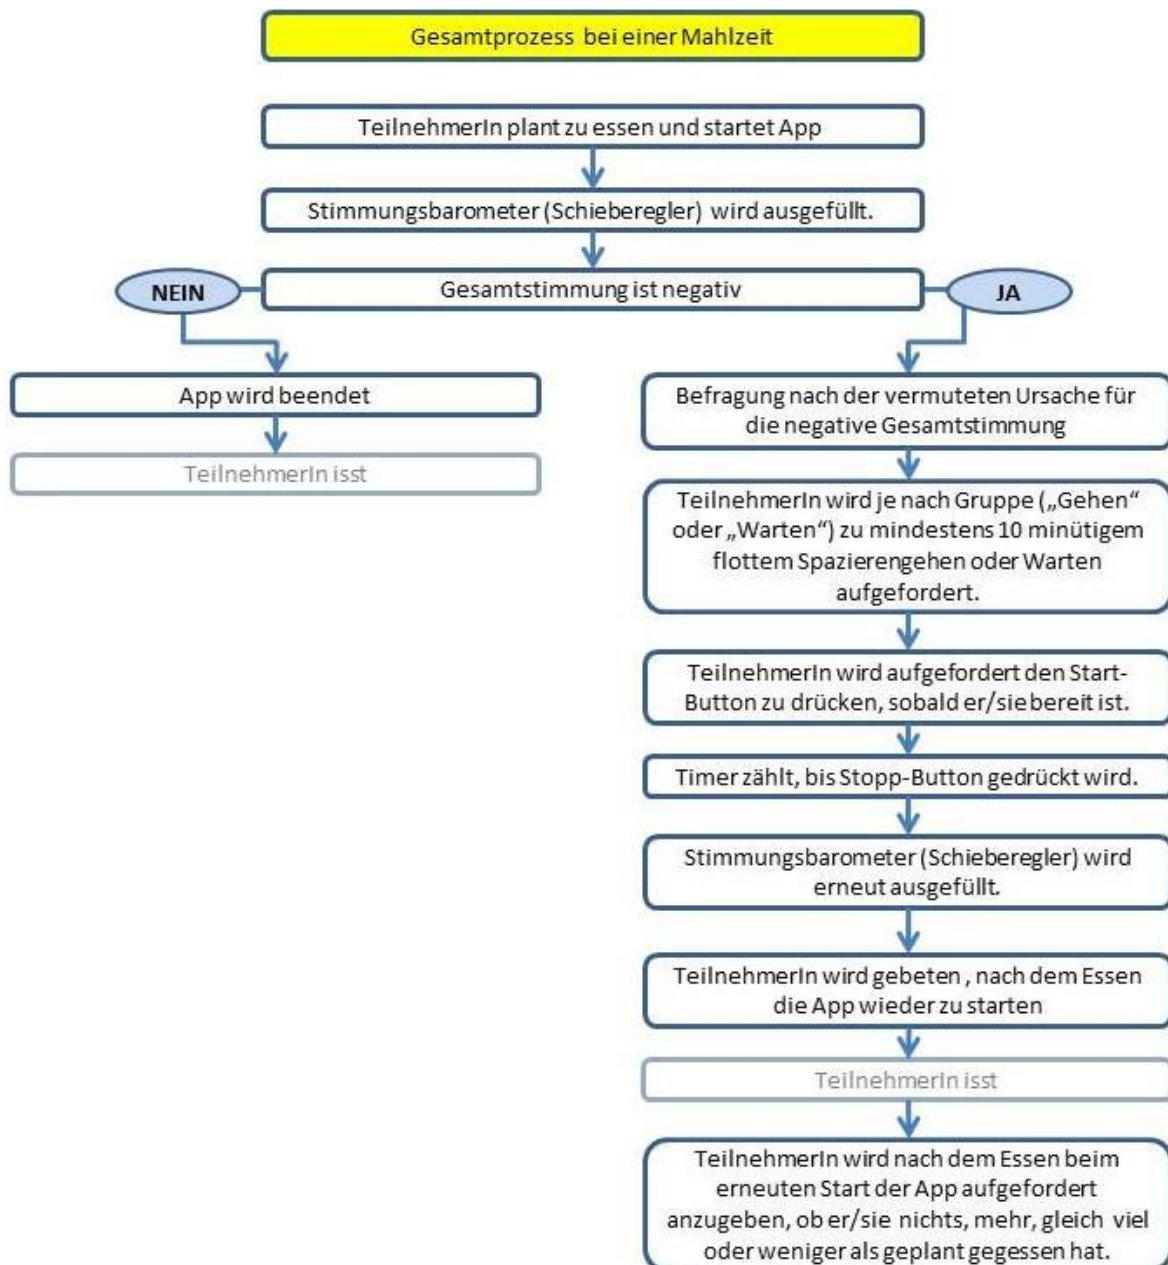 Gesamtprozess bei einer Mahlzeit
TeilnehmerIn plant zu essen und startet App
Stimmungsbarometer (Schieberegler) wird ausgefüllt.
NEIN
Gesamtstimmung ist negativ
JA
App wird beendet
TeilnehmerIn isst
Befragung nach der vermuteten Ursache für
die negative Gesamtstimmung
TeilnehmerIn wird je nach Gruppe („Gehen“
oder „Warten“) zu mindestens 10 minütigem
flottem Spazierengehen oder Warten
aufgefordert.
TeilnehmerIn wird aufgefordert den Start-
Button zu drücken, sobald er/sie bereit ist.
Timer zählt, bis Stopp-Button gedrückt wird.
Stimmungsbarometer (Schieberegler) wird
erneut ausgefüllt.
TeilnehmerIn wird gebeten , nach dem Essen
die App wieder zu starten
TeilnehmerIn isst
TeilnehmerIn wird nach dem Essen beim
erneuten Start der App aufgefordert
anzugeben, ob er/sie nichts, mehr, gleich viel
oder weniger als geplant gegessen hat.